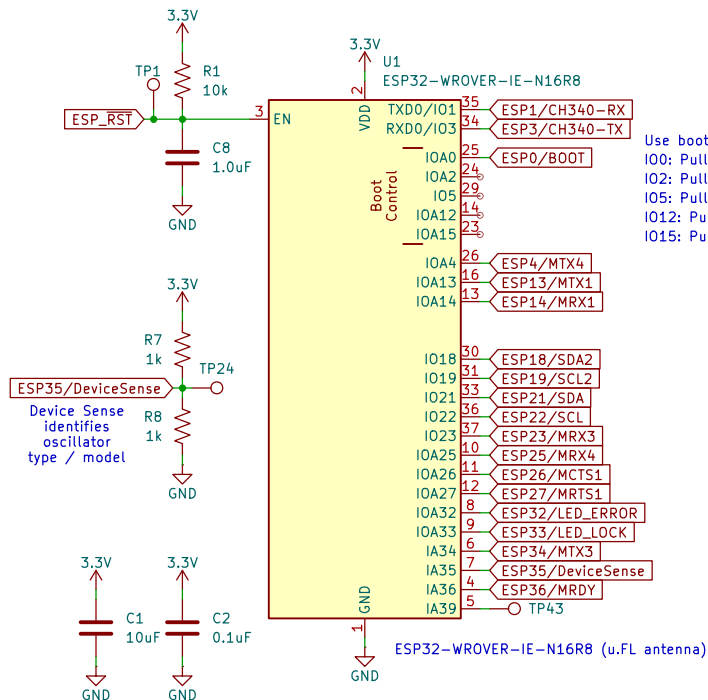 3.3V
TP1
R1
10k
ESP_RST
C8
1.0uF
GND
3.3V
U1
ESP32-WROVER-IE-N16R8
2
VDD
3
EN
TXD0/IO1 35 ESP1/CH340-RX
RXD0/IO3 34 ESP3/CH340-TX
IOA0 25 ESP0/BOOT
IOA2 24
IO5 29
IOA12 14
IOA15 23
Boot
Control
IOA4 26 ESP4/MTX4
IOA13 16 ESP13/MTX1
IOA14 13 ESP14/MRX1
IO18 30 ESP18/SDA2
IO19 31 ESP19/SCL2
IO21 33 ESP21/SDA
IO22 36 ESP22/SCL
IO23 37 ESP23/MRX3
IOA25 10 ESP25/MRX4
IOA26 11 ESP26/MCTS1
IOA27 12 ESP27/MRTS1
IOA32 8 ESP32/LED_ERROR
IOA33 9 ESP33/LED_LOCK
IA34 6 ESP34/MTX3
IA35 7 ESP35/DeviceSense
IA36 4 ESP36/MRDY
IA39 5 TP43
GND
1
GND
ESP32-WROVER-IE-N16R8 (u.FL antenna)
Use boot
IO0: Pull
IO2: Pull
IO5: Pull
IO12: Pu
IO15: Pu
3.3V
R7
1k
TP24
ESP35/DeviceSense
R8
1k
GND
Device Sense
identifies
oscillator
type / model
3.3V
C1
10uF
GND
3.3V
C2
0.1uF
GND